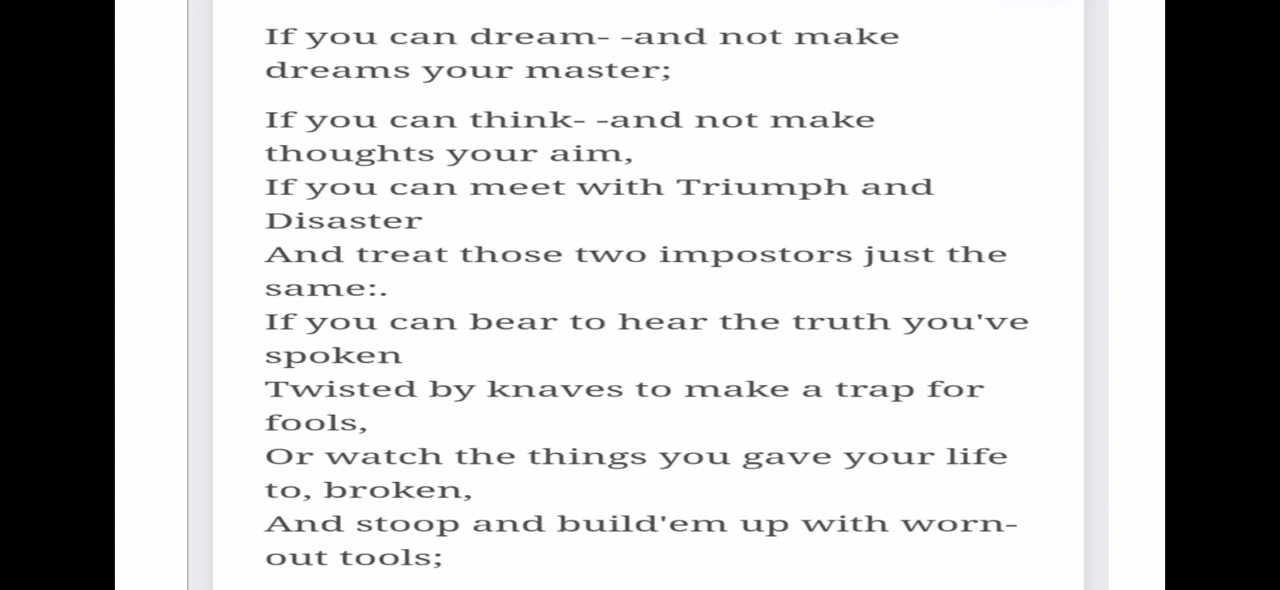 If you can dream- -and not make
dreams your master;
If you can think- -and not make
thoughts your aim,
If you can meet with Triumph and
Disaster
And treat those two impostors just the
same:.
If you can bear to hear the truth you've
spoken
Twisted by knaves to make a trap for
fools,
Or watch the things you gave your life
to, broken,
And stoop and build'em up with worn-
out tools;